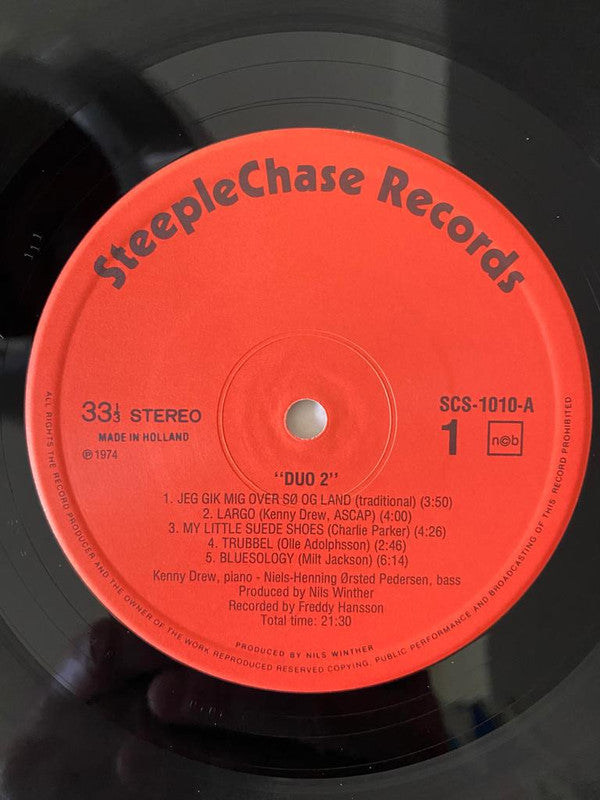 SteepleChase Records
33⅓ STEREO
MADE IN HOLLAND
℗ 1974
SCS-1010-A
1
n©b
"DUO 2"
1. JEG GIK MIG OVER SØ OG LAND (traditional) (3:50)
2. LARGO (Kenny Drew, ASCAP) (4:00)
3. MY LITTLE SUEDE SHOES (Charlie Parker) (4:26)
4. TRUBBEL (Olle Adolphsson) (2:46)
5. BLUESOLOGY (Milt Jackson) (6:14)
Kenny Drew, piano - Niels-Henning Ørsted Pedersen, bass
Produced by Nils Winther
Recorded by Freddy Hansson
Total time: 21:30
PRODUCED BY NILS WINTHER
ALL RIGHTS THE RECORD PRODUCER AND THE OWNER OF THE WORK REPRODUCED RESERVED COPYING, PUBLIC PERFORMANCE AND BROADCASTING OF THIS RECORD PROHIBITED